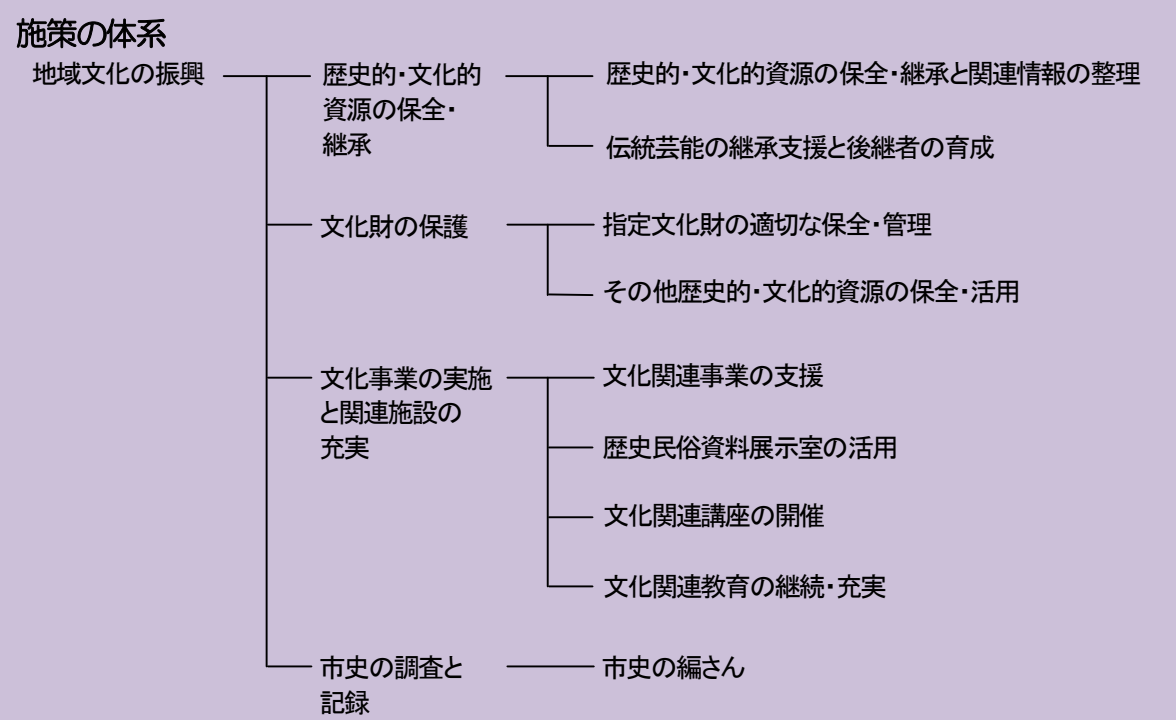 施策の体系
地域文化の振興
歴史的・文化的
資源の保全・
継承
歴史的・文化的資源の保全・継承と関連情報の整理
伝統芸能の継承支援と後継者の育成
文化財の保護
指定文化財の適切な保全・管理
その他歴史的・文化的資源の保全・活用
文化事業の実施
と関連施設の
充実
文化関連事業の支援
歴史民俗資料展示室の活用
文化関連講座の開催
文化関連教育の継続・充実
市史の調査と
記録
市史の編さん